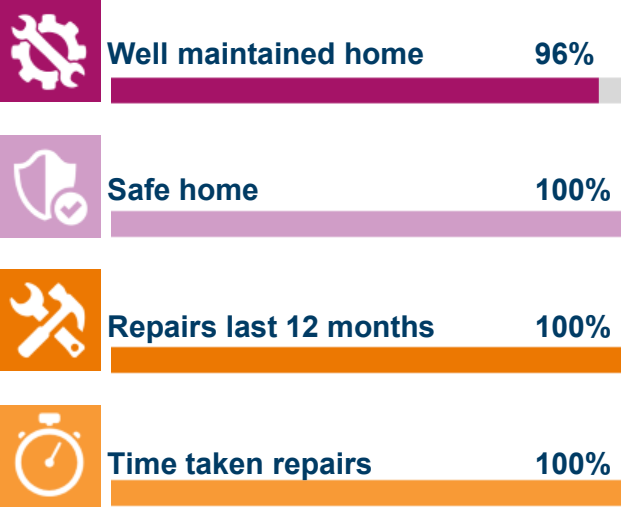 Well maintained home 96%
Safe home 100%
Repairs last 12 months 100%
Time taken repairs 100%